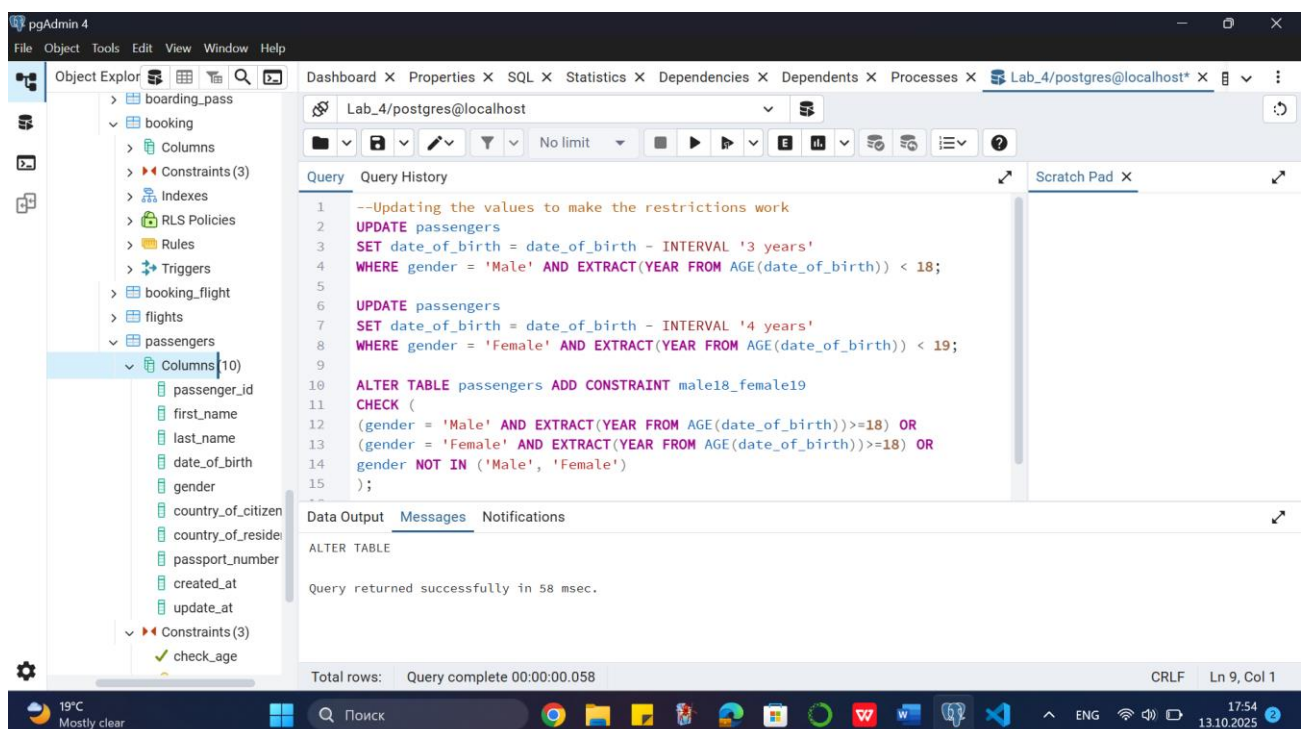 pgAdmin 4
File Object Tools Edit View Window Help
Object Explor
Dashboard X Properties X SQL X Statistics X Dependencies X Dependents X Processes X Lab_4/postgres@localhost* X
boarding_pass
booking
Columns
Constraints (3)
Indexes
RLS Policies
Rules
Triggers
booking_flight
flights
passengers
Columns (10)
passenger_id
first_name
last_name
date_of_birth
gender
country_of_citizen
country_of_reside
passport_number
created_at
update_at
Constraints (3)
check_age
Lab_4/postgres@localhost
No limit
Query Query History
Scratch Pad X
1 --Updating the values to make the restrictions work
2 UPDATE passengers
3 SET date_of_birth = date_of_birth - INTERVAL '3 years'
4 WHERE gender = 'Male' AND EXTRACT(YEAR FROM AGE(date_of_birth)) < 18;
5
6 UPDATE passengers
7 SET date_of_birth = date_of_birth - INTERVAL '4 years'
8 WHERE gender = 'Female' AND EXTRACT(YEAR FROM AGE(date_of_birth)) < 19;
9
10 ALTER TABLE passengers ADD CONSTRAINT male18_female19
11 CHECK (
12 (gender = 'Male' AND EXTRACT(YEAR FROM AGE(date_of_birth))>=18) OR
13 (gender = 'Female' AND EXTRACT(YEAR FROM AGE(date_of_birth))>=18) OR
14 gender NOT IN ('Male', 'Female')
15 );
Data Output Messages Notifications
ALTER TABLE
Query returned successfully in 58 msec.
Total rows: Query complete 00:00:00.058 CRLF Ln 9, Col 1
19°C
Mostly clear
Поиск
ENG
17:54
13.10.2025
2